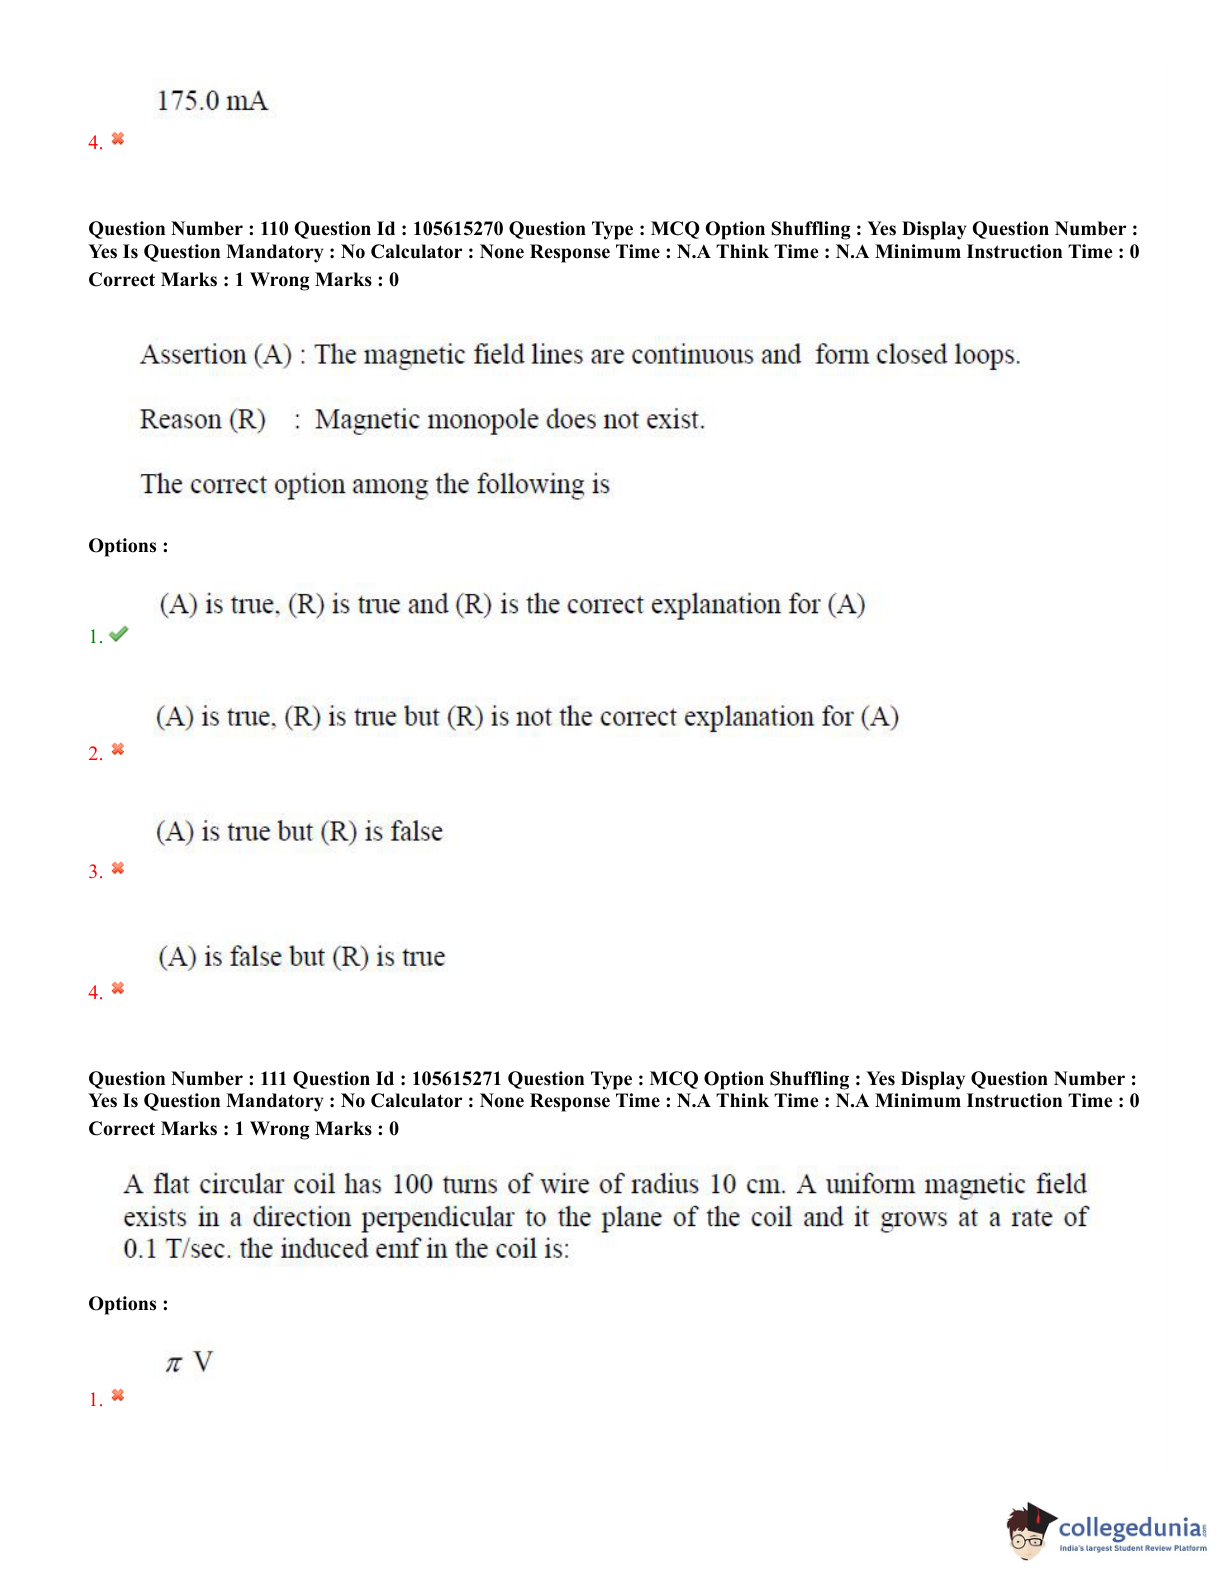 175.0 mA
4.
Question Number : 110 Question Id : 105615270 Question Type : MCQ Option Shuffling : Yes Display Question Number :
Yes Is Question Mandatory : No Calculator : None Response Time : N.A Think Time : N.A Minimum Instruction Time : 0
Correct Marks : 1 Wrong Marks : 0
Assertion (A) : The magnetic field lines are continuous and form closed loops.
Reason (R) : Magnetic monopole does not exist.
The correct option among the following is
Options :
(A) is true, (R) is true and (R) is the correct explanation for (A)
1.
(A) is true, (R) is true but (R) is not the correct explanation for (A)
2.
(A) is true but (R) is false
3.
(A) is false but (R) is true
4.
Question Number : 111 Question Id : 105615271 Question Type : MCQ Option Shuffling : Yes Display Question Number :
Yes Is Question Mandatory : No Calculator : None Response Time : N.A Think Time : N.A Minimum Instruction Time : 0
Correct Marks : 1 Wrong Marks : 0
A flat circular coil has 100 turns of wire of radius 10 cm. A uniform magnetic field
exists in a direction perpendicular to the plane of the coil and it grows at a rate of
0.1 T/sec. the induced emf in the coil is:
Options :
π V
1.
collegedunia.com
India's largest Student Review Platform